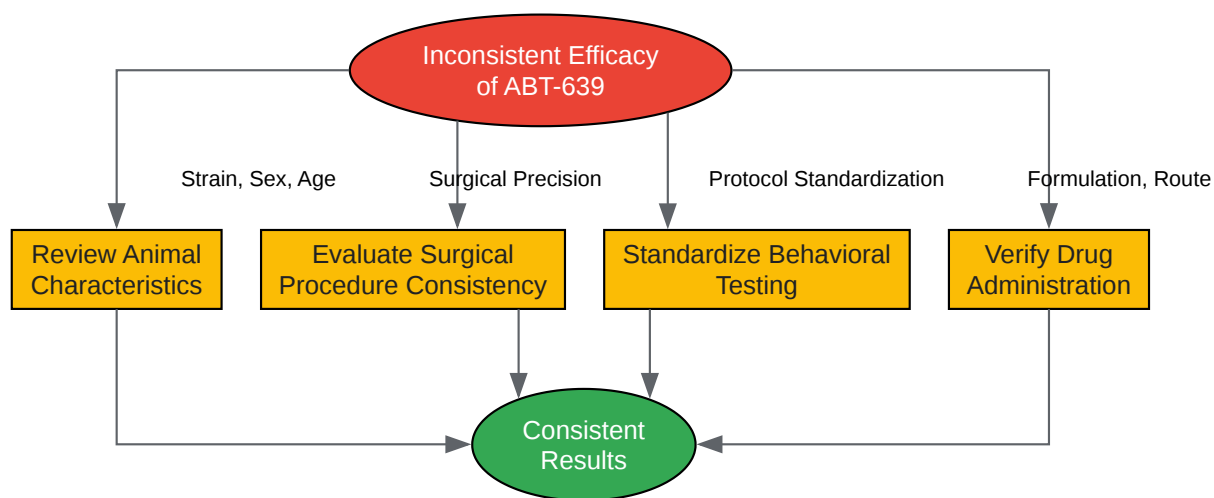 Inconsistent Efficacy
of ABT-639
Strain, Sex, Age
Surgical Precision
Protocol Standardization
Formulation, Route
Review Animal
Characteristics
Evaluate Surgical
Procedure Consistency
Standardize Behavioral
Testing
Verify Drug
Administration
Consistent
Results